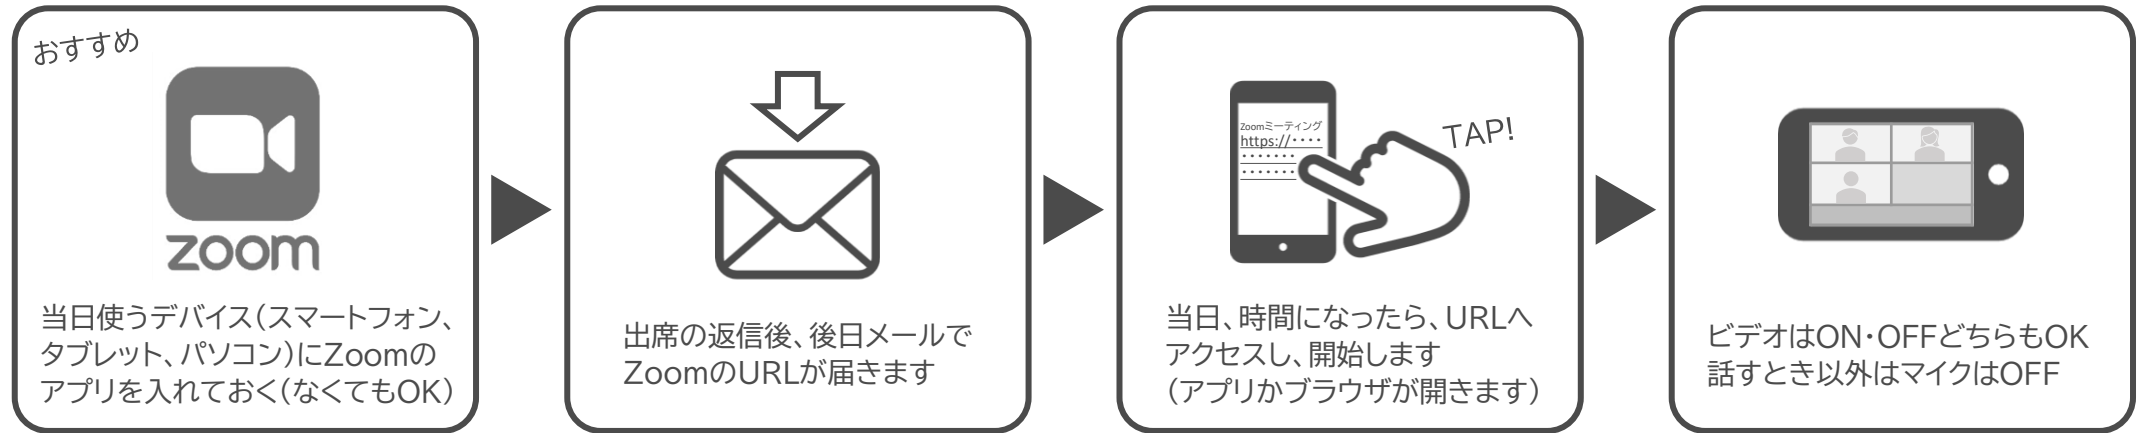 おすすめ
zoom
当日使うデバイス(スマートフォン、
タブレット、パソコン)にZoomの
アプリを入れておく(なくてもOK)
出席の返信後、後日メールで
ZoomのURLが届きます
Zoomミーティング
https://・・・・
・・・・・・・
・・・・・・・
TAP!
当日、時間になったら、URLへ
アクセスし、開始します
(アプリかブラウザが開きます)
ビデオはON・OFFどちらもOK
話すとき以外はマイクはOFF